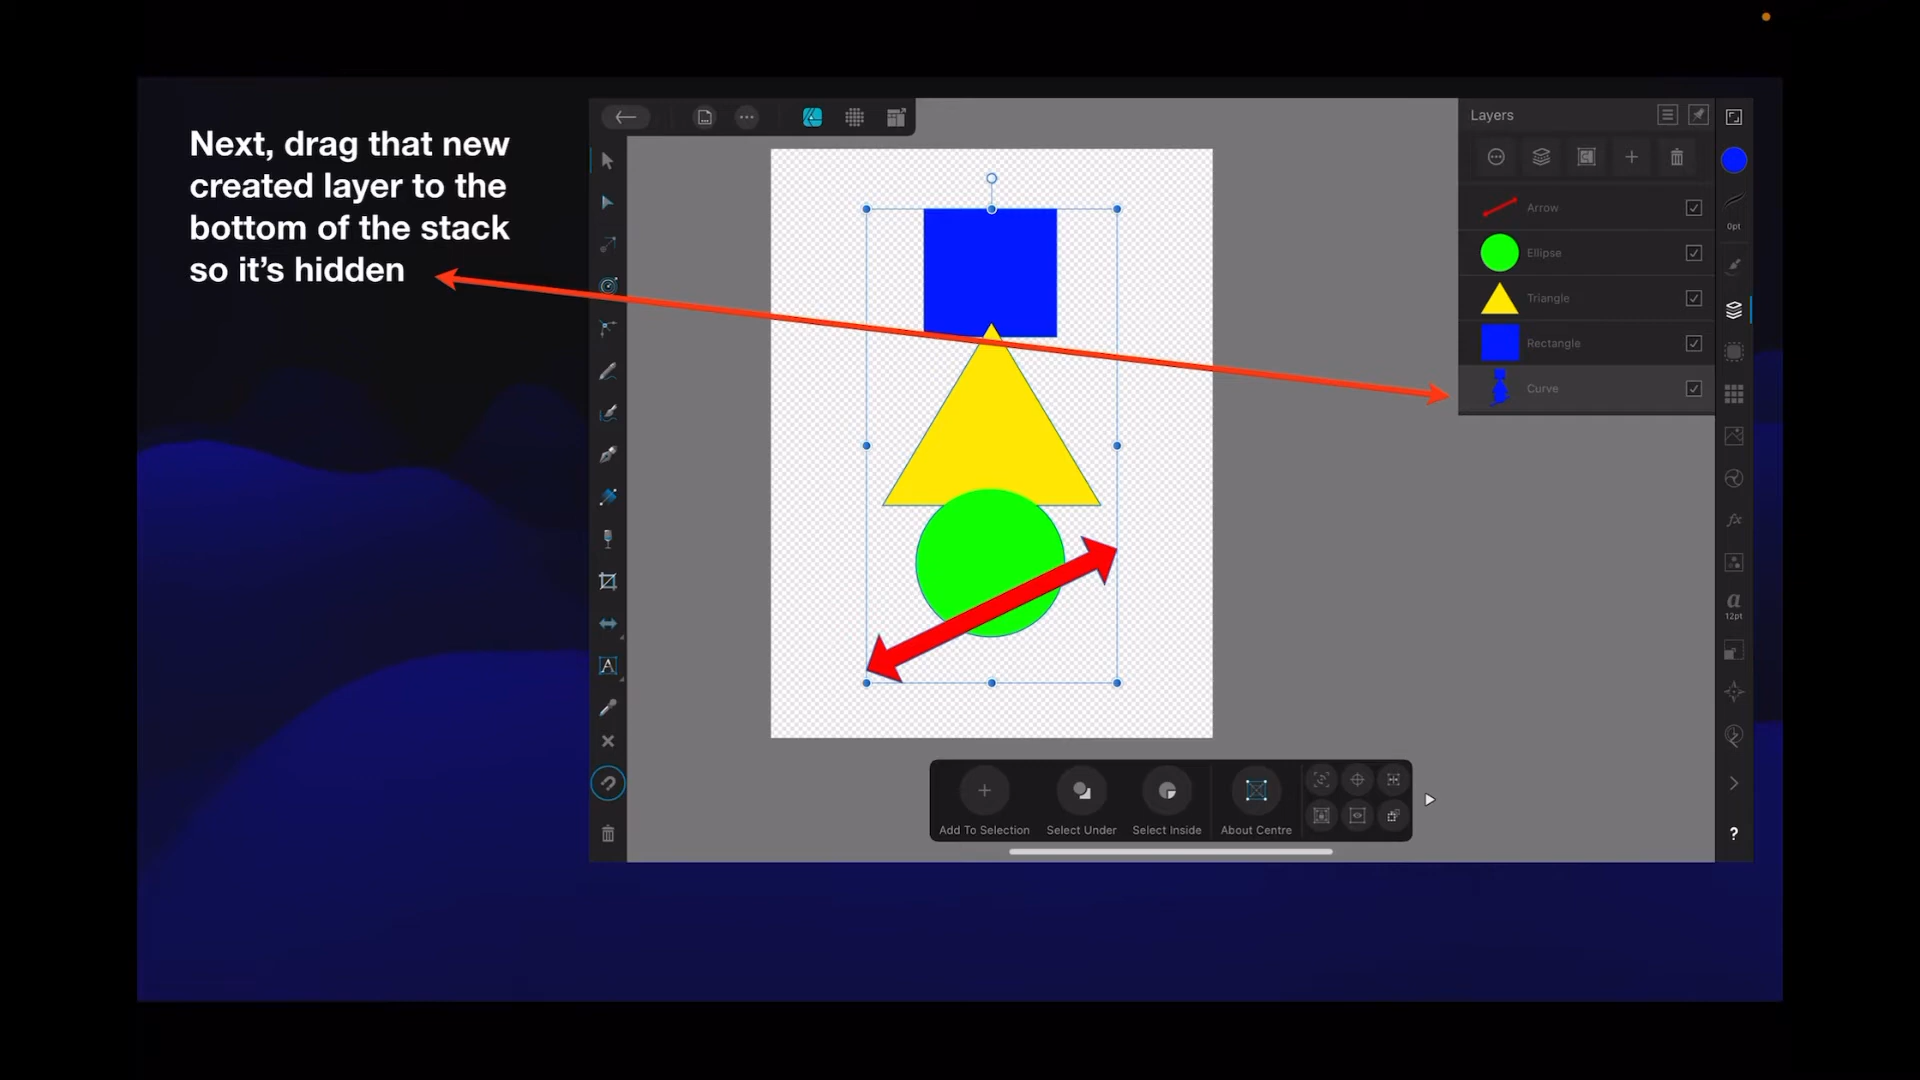 Next, drag that new
created layer to the
bottom of the stack
so it’s hidden
Layers
Arrow
Ellipse
Triangle
Rectangle
Curve
0pt
fx
a
12pt
A
Add To Selection
Select Under
Select Inside
About Centre
?